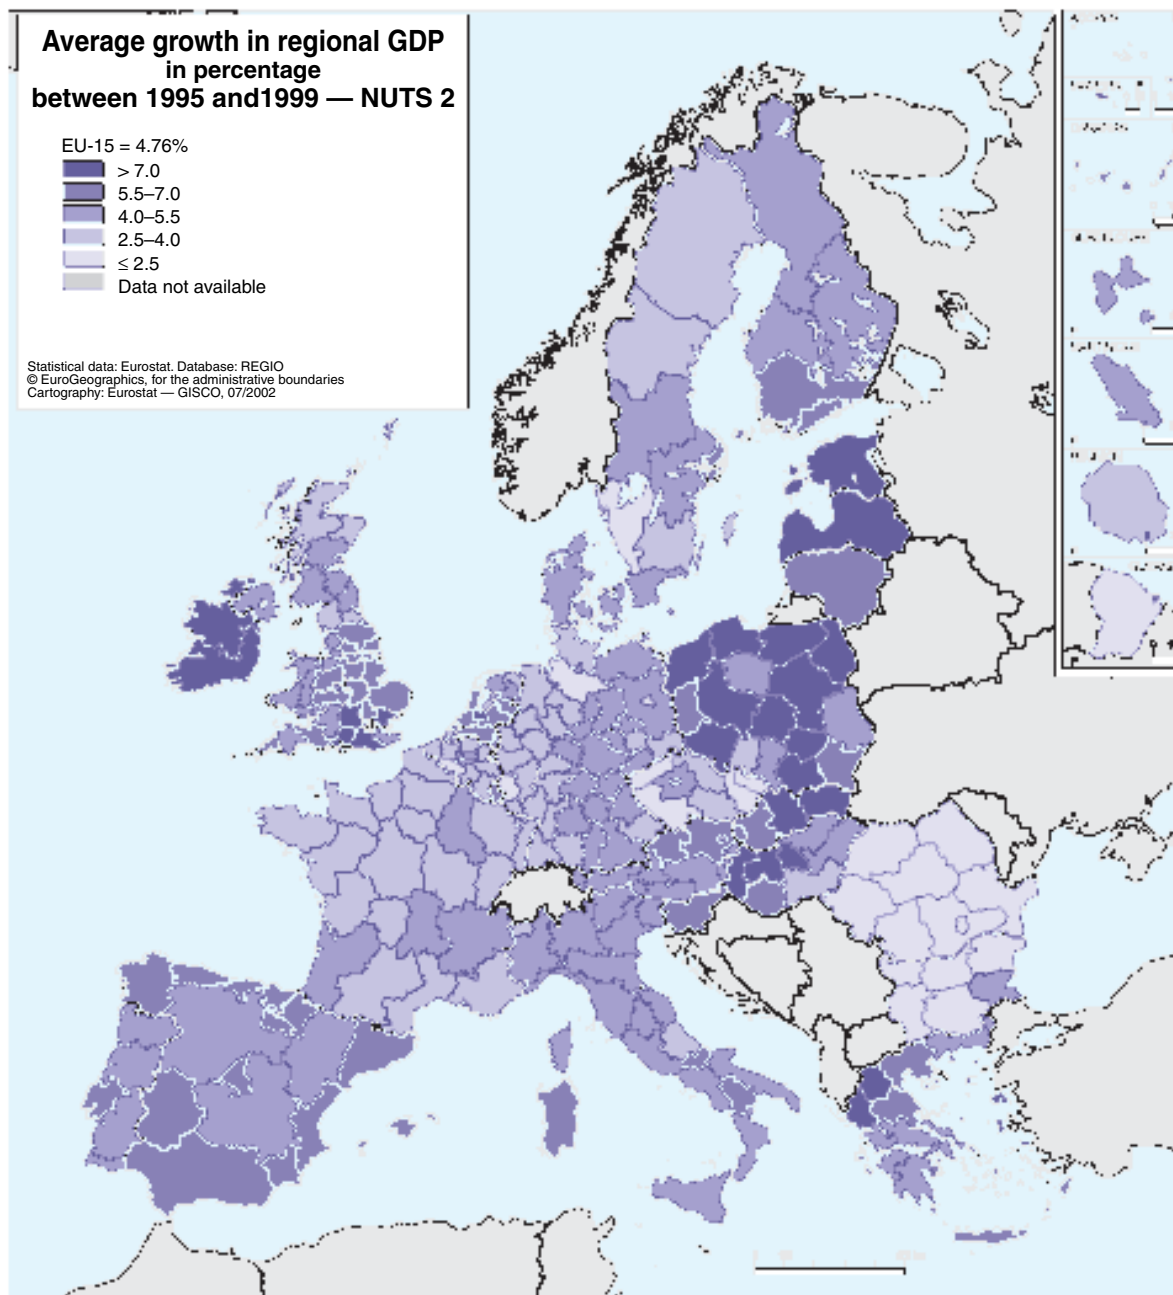 Average growth in regional GDP
in percentage
between 1995 and1999 — NUTS 2
EU-15 = 4.76%
> 7.0
5.5–7.0
4.0–5.5
2.5–4.0
≤ 2.5
Data not available
Statistical data: Eurostat. Database: REGIO
© EuroGeographics, for the administrative boundaries
Cartography: Eurostat — GISCO, 07/2002